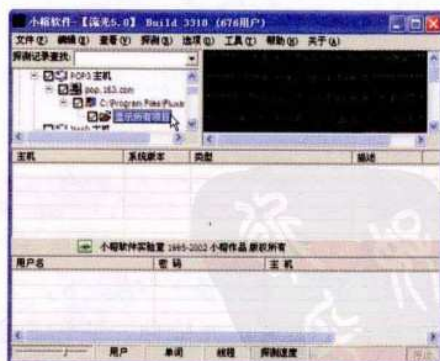 小榕软件-【流光5.0】 Build 3310 (676用户)
文件(F) 编辑(E) 查看(V) 探测(R) 选项(O) 工具(T) 帮助(H) 关于(A)
探测记录查找:
POP3 主机
pop.163.com
C:\Program Files\Fluxa
显示所有项目
主机 系统版本 类型 描述
小榕软件实验室 1995-2002 小榕作品 版权所有
用户名 密码 主机
用户 单词 线程 探测速度